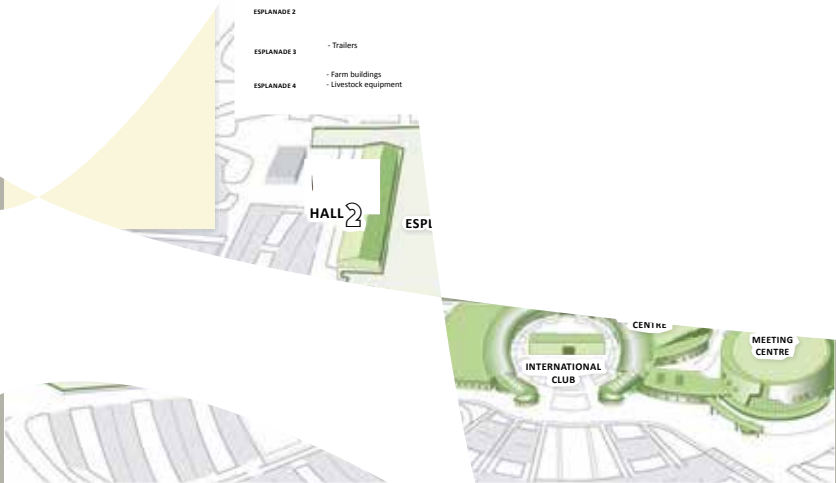 ESPLANADE 2
ESPLANADE 3
- Trailers
ESPLANADE 4
- Farm buildings
- Livestock equipment
HALL 2
ESPL
CENTRE
MEETING
CENTRE
INTERNATIONAL
CLUB